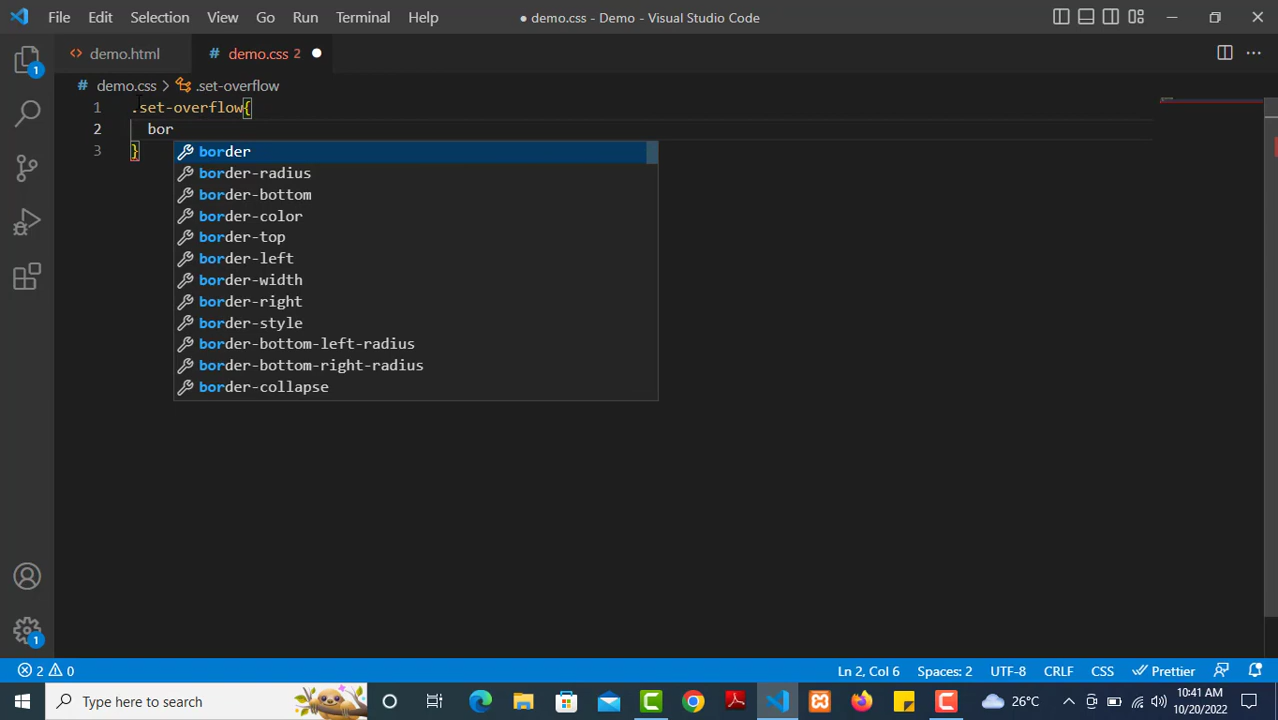 File Edit Selection View Go Run Terminal Help ● demo.css - Demo - Visual Studio Code
<> demo.html # demo.css 2 ●
# demo.css > .set-overflow
1 .set-overflow{
2 bor
3 }
border
border-radius
border-bottom
border-color
border-top
border-left
border-width
border-right
border-style
border-bottom-left-radius
border-bottom-right-radius
border-collapse
1
1
2 0 Ln 2, Col 6 Spaces: 2 UTF-8 CRLF CSS Prettier
Type here to search 26°C 10:41 AM
10/20/2022